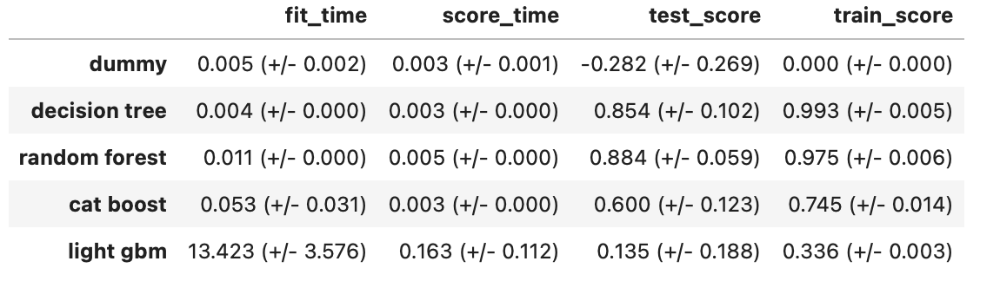 fit_time score_time test_score train_score
dummy 0.005 (+/- 0.002) 0.003 (+/- 0.001) -0.282 (+/- 0.269) 0.000 (+/- 0.000)
decision tree 0.004 (+/- 0.000) 0.003 (+/- 0.000) 0.854 (+/- 0.102) 0.993 (+/- 0.005)
random forest 0.011 (+/- 0.000) 0.005 (+/- 0.000) 0.884 (+/- 0.059) 0.975 (+/- 0.006)
cat boost 0.053 (+/- 0.031) 0.003 (+/- 0.000) 0.600 (+/- 0.123) 0.745 (+/- 0.014)
light gbm 13.423 (+/- 3.576) 0.163 (+/- 0.112) 0.135 (+/- 0.188) 0.336 (+/- 0.003)